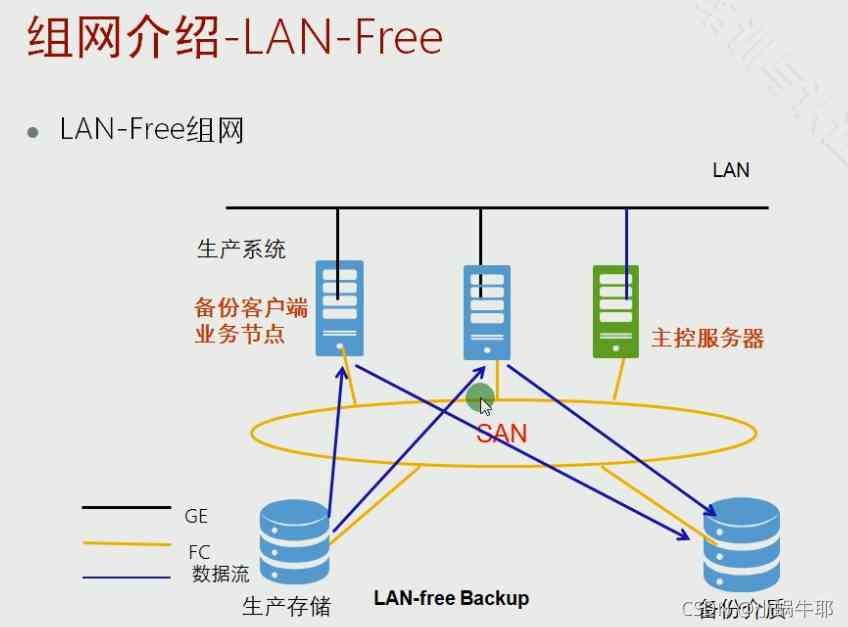 组网介绍-LAN-Free
LAN-Free组网
LAN
生产系统
备份客户端
业务节点
主控服务器
SAN
GE
FC
数据流
生产存储
LAN-free Backup
备份介质
CSDN @小蜗牛耶